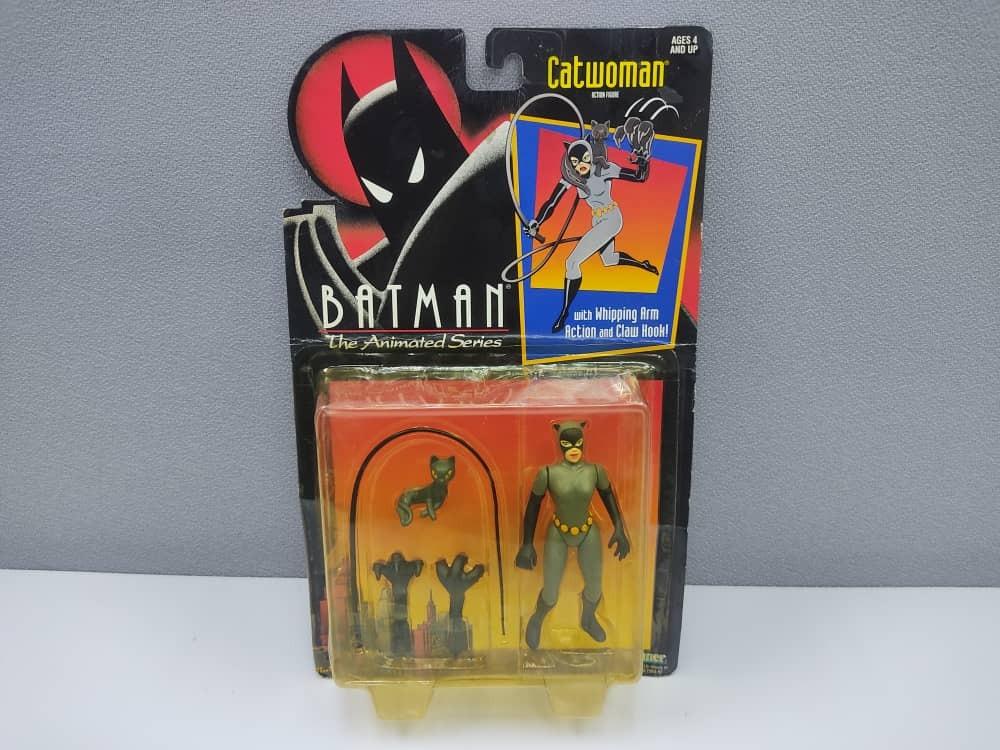 AGES 4
AND UP
Catwoman®
ACTION FIGURE
BATMAN®
The Animated Series
with Whipping Arm
Action and Claw Hook!